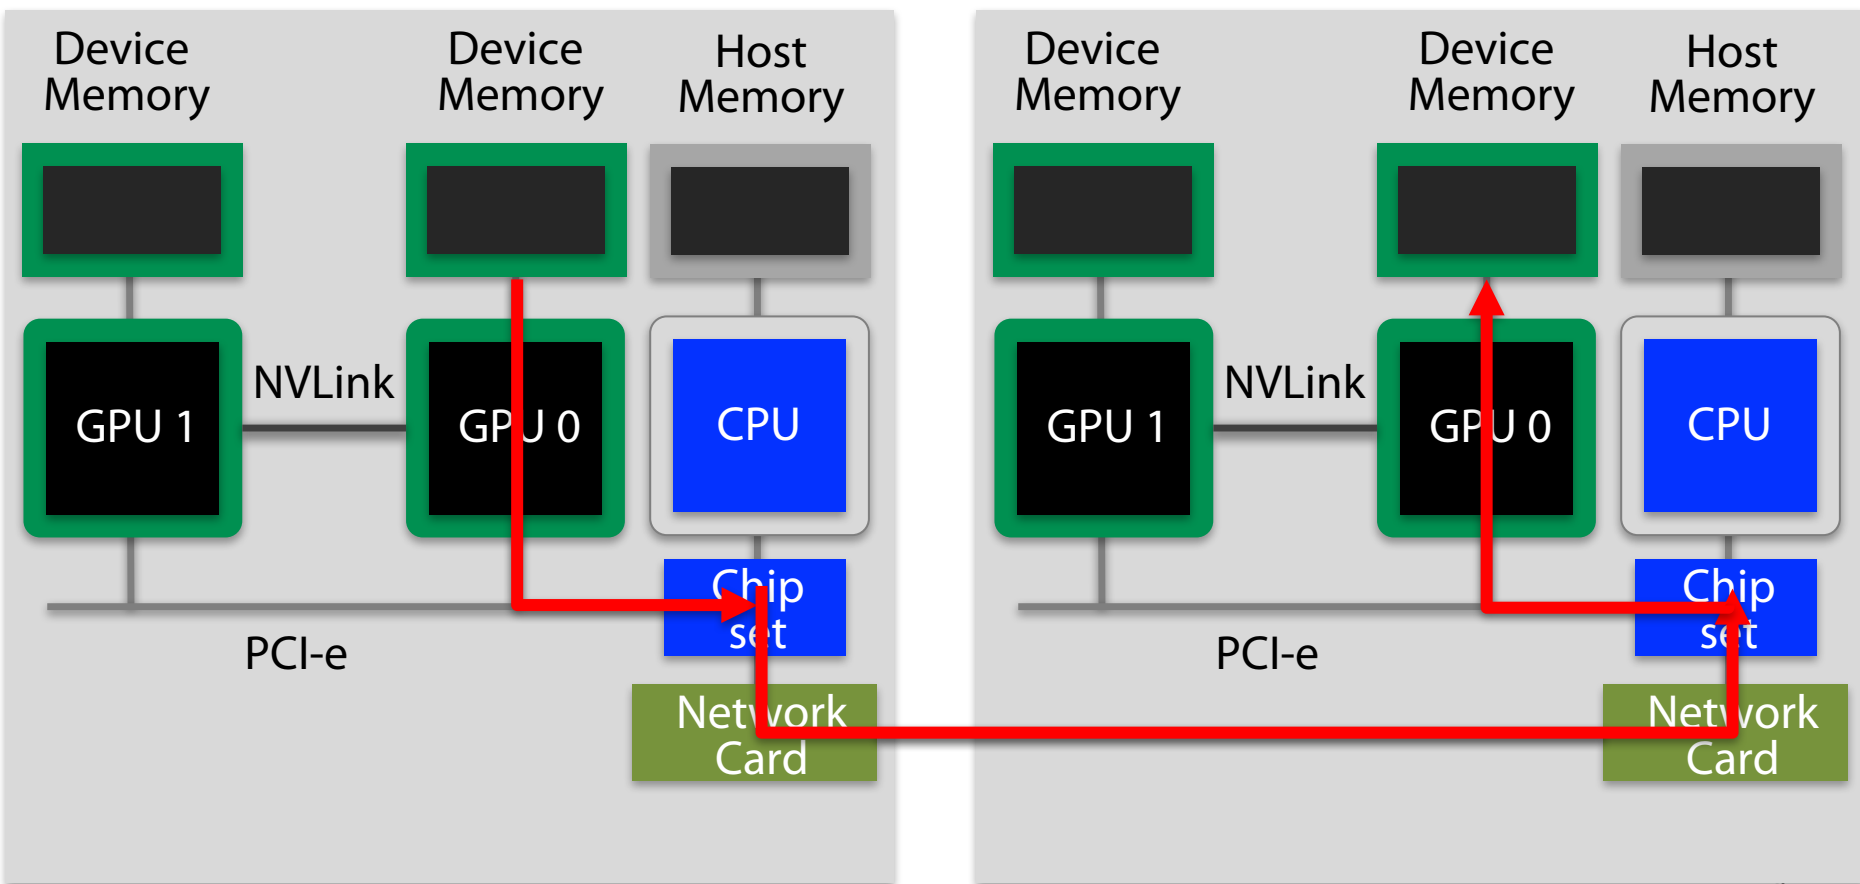 Device
Memory
Device
Memory
Host
Memory
GPU 1
NVLink
GPU 0
CPU
Chip
set
PCI-e
Network
Card
Device
Memory
Device
Memory
Host
Memory
GPU 1
NVLink
GPU 0
CPU
Chip
set
PCI-e
Network
Card